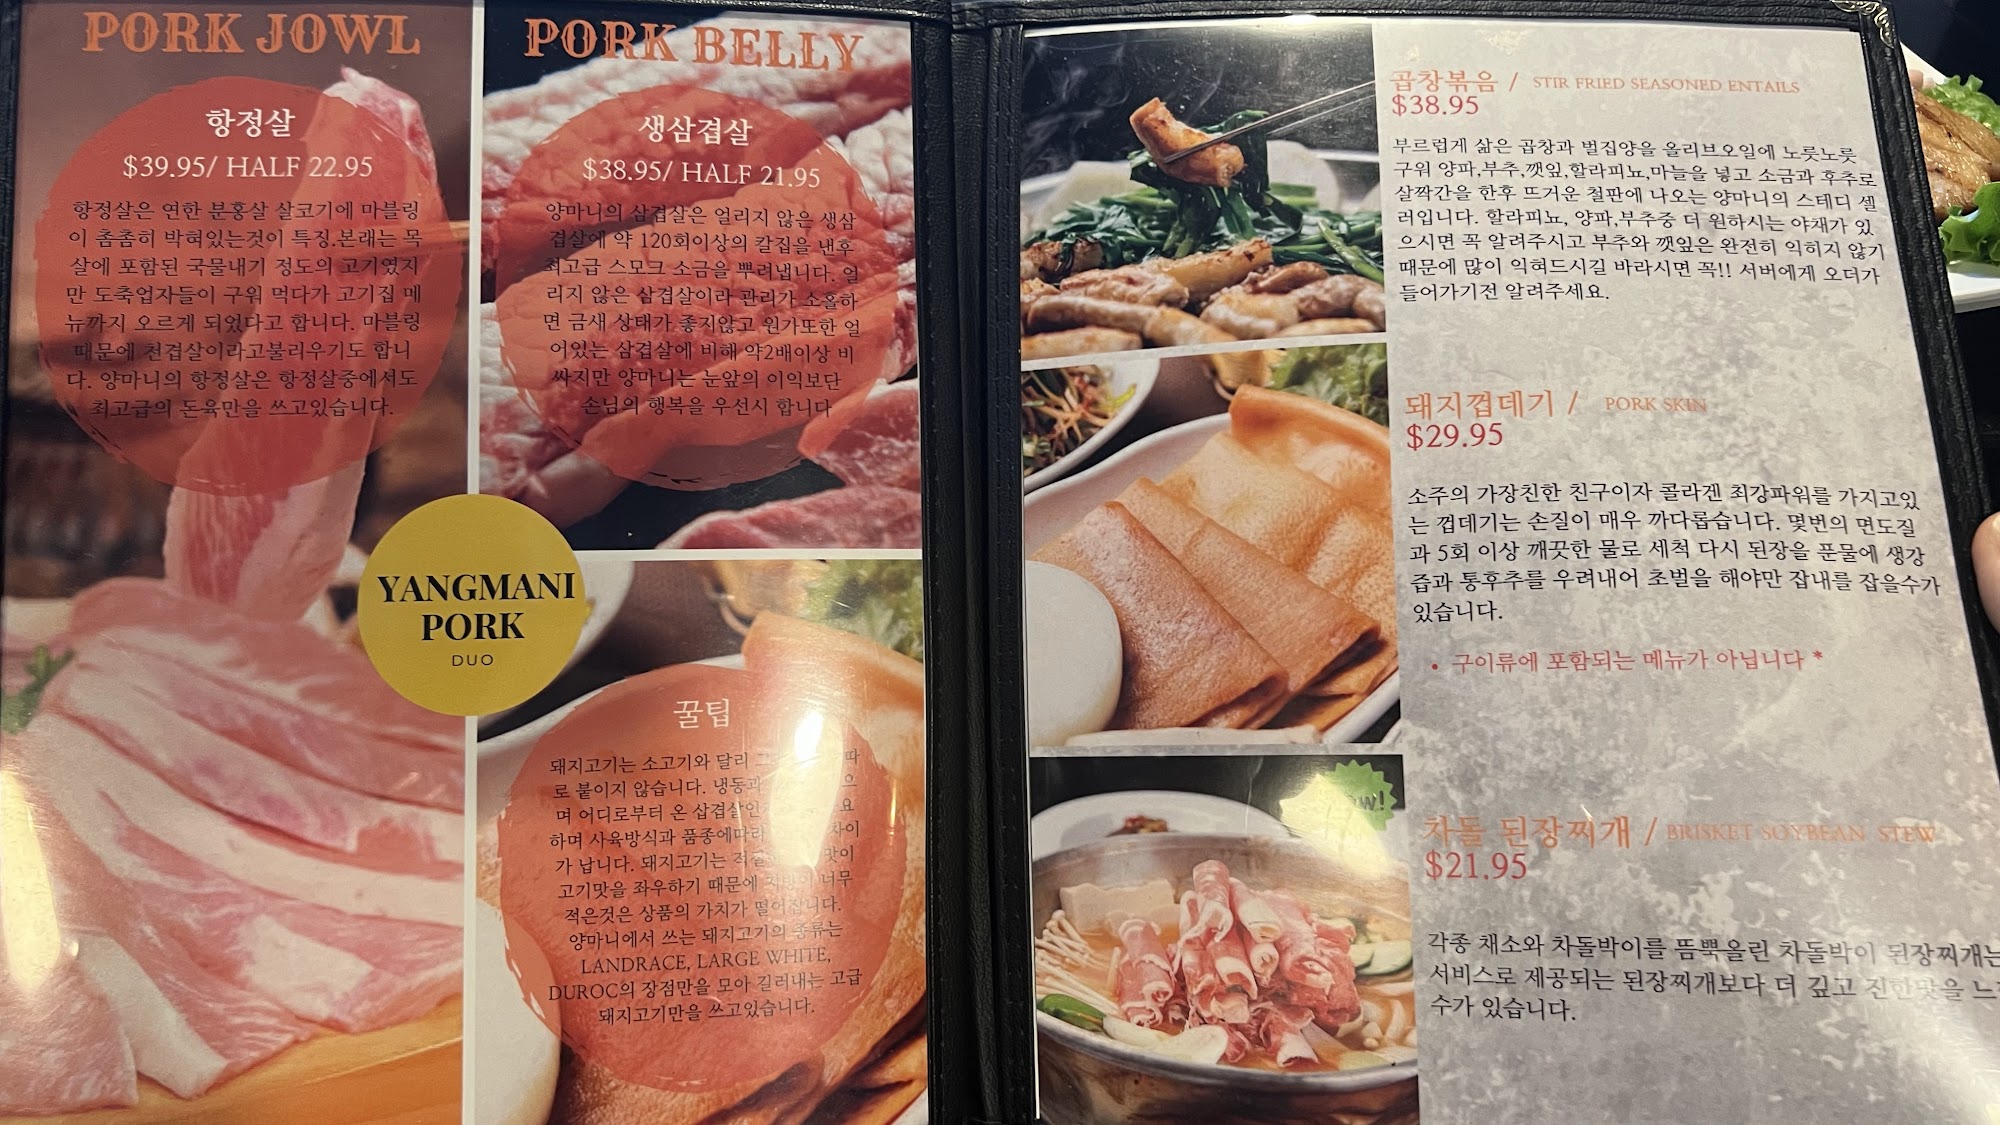 PORK JOWL
항정살
$39.95/ HALF 22.95
항정살은 연한 분홍살 살코기에 마블링
이 촘촘히 박혀있는것이 특징.본래는 목
살에 포함된 국물내기 정도의 고기였지
만 도축업자들이 구워 먹다가 고기집 메
뉴까지 오르게 되었다고 합니다. 마블링
때문에 천겹살이라고불리우기도 합니
다. 양마니의 항정살은 항정살중에서도
최고급의 돈육만을 쓰고있습니다.
PORK BELLY
생삼겹살
$38.95/ HALF 21.95
양마니의 삼겹살은 얼리지 않은 생삼
겹살에 약 120회이상의 칼집을 낸후
최고급 스모크 소금을 뿌려냅니다. 얼
리지 않은 삼겹살이라 관리가 소홀하
면 금새 상태가 좋지않고 원가또한 얼
어있는 삼겹살에 비해 약2배이상 비
싸지만 양마니는 눈앞의 이익보단
손님의 행복을 우선시 합니다
YANGMANI
PORK
DUO
꿀팁
돼지고기는 소고기와 달리 따
로 붙이지 않습니다. 냉동과 으
며 어디로부터 온 삼겹살인 요
하며 사육방식과 품종에따라 차이
가 납니다. 돼지고기는 맛이
고기맛을 좌우하기 때문에 너무
적은것은 상품의 가치가 떨어집니다.
양마니에서 쓰는 돼지고기의 종류는
LANDRACE, LARGE WHITE,
DUROC의 장점만을 모아 길러내는 고급
돼지고기만을 쓰고있습니다.
곱창볶음 / STIR FRIED SEASONED ENTAILS
$38.95
부르럽게 삶은 곱창과 벌집양을 올리브오일에 노릇노릇
구워 양파,부추,깻잎,할라피뇨,마늘을 넣고 소금과 후추로
살짝간을 한후 뜨거운 철판에 나오는 양마니의 스테디 셀
러입니다. 할라피뇨, 양파,부추중 더 원하시는 야채가 있
으시면 꼭 알려주시고 부추와 깻잎은 완전히 익히지 않기
때문에 많이 익혀드시길 바라시면 꼭!! 서버에게 오더가
들어가기전 알려주세요.
돼지껍데기 / PORK SKIN
$29.95
소주의 가장친한 친구이자 콜라겐 최강파워를 가지고있
는 껍데기는 손질이 매우 까다롭습니다. 몇번의 면도질
과 5회 이상 깨끗한 물로 세척 다시 된장을 푼물에 생강
즙과 통후추를 우려내어 초벌을 해야만 잡내를 잡을수가
있습니다.
• 구이류에 포함되는 메뉴가 아닙니다 *
차돌 된장찌개 / BRISKET SOYBEAN STEW
$21.95
각종 채소와 차돌박이를 듬뿍올린 차돌박이 된장찌개는
서비스로 제공되는 된장찌개보다 더 깊고 진한맛을 느
수가 있습니다.